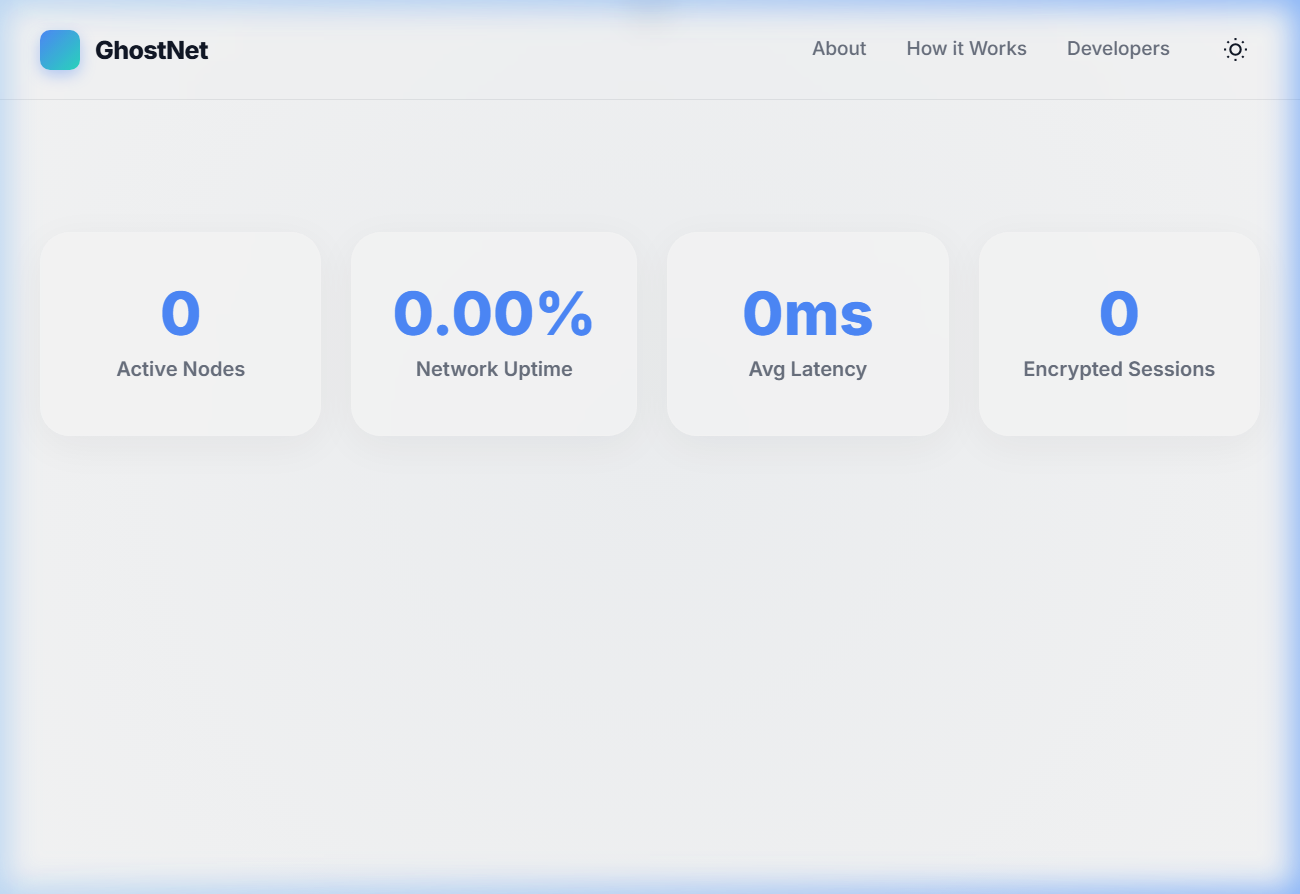 GhostNet
About
How it Works
Developers
0
Active Nodes
0.00%
Network Uptime
0ms
Avg Latency
0
Encrypted Sessions